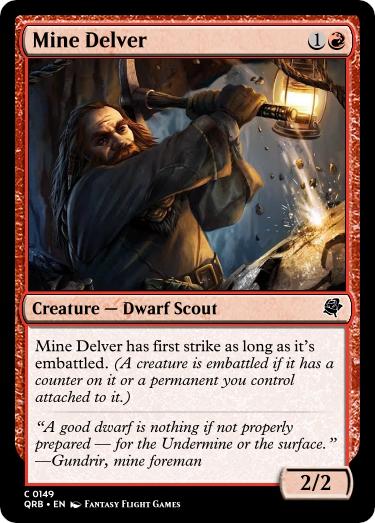 Mine Delver
1 
Creature — Dwarf Scout
Mine Delver has first strike as long as it's
embattled. (A creature is embattled if it has a
counter on it or a permanent you control
attached to it.)
“A good dwarf is nothing if not properly
prepared — for the Undermine or the surface.”
—Gundrir, mine foreman
2/2
C 0149
QRB • EN Fantasy Flight Games